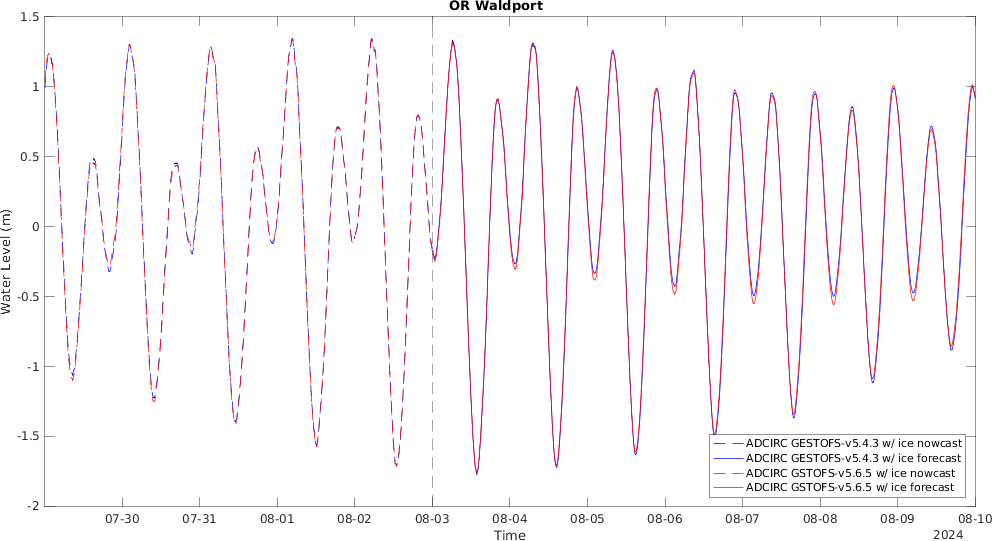 OR Waldport
1.5
1
0.5
0
-0.5
-1
-1.5
-2
Water Level (m)
07-30 07-31 08-01 08-02 08-03 08-04 08-05 08-06 08-07 08-08 08-09 08-10
Time
2024
ADCIRC GESTOFS-v5.4.3 w/ ice nowcast
ADCIRC GESTOFS-v5.4.3 w/ ice forecast
ADCIRC GSTOFS-v5.6.5 w/ ice nowcast
ADCIRC GSTOFS-v5.6.5 w/ ice forecast